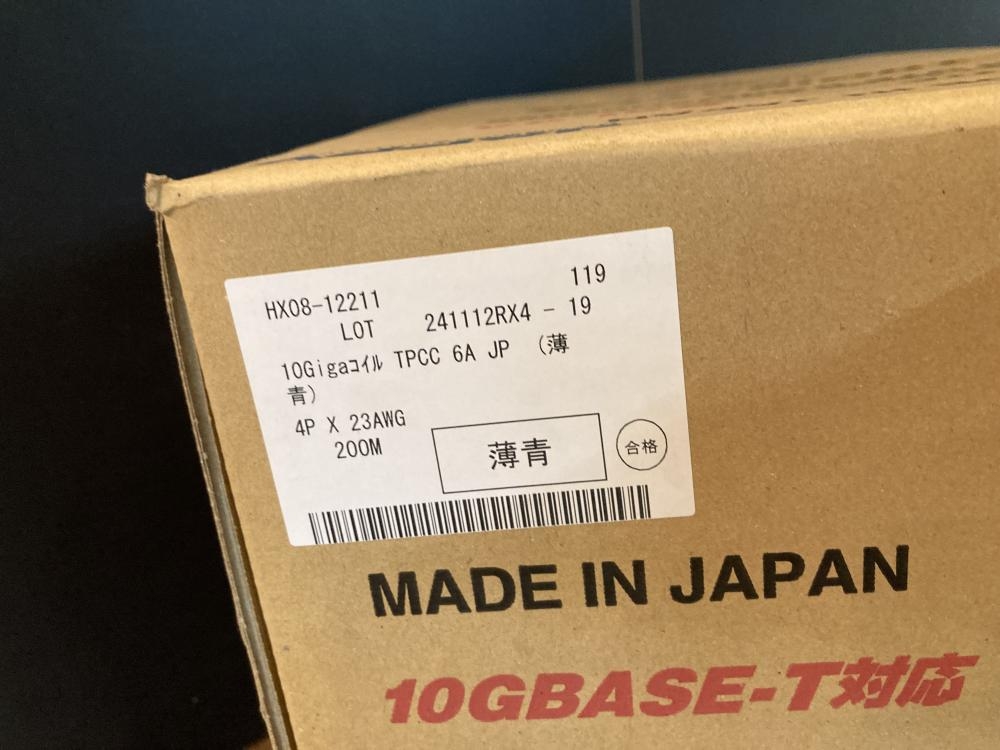 HX08-12211 119
LOT 241112RX4 - 19
10Gigaｺｲﾙ TPCC 6A JP (薄
青)
4P X 23AWG
200M
薄青
合格
MADE IN JAPAN
10GBASE-T対応